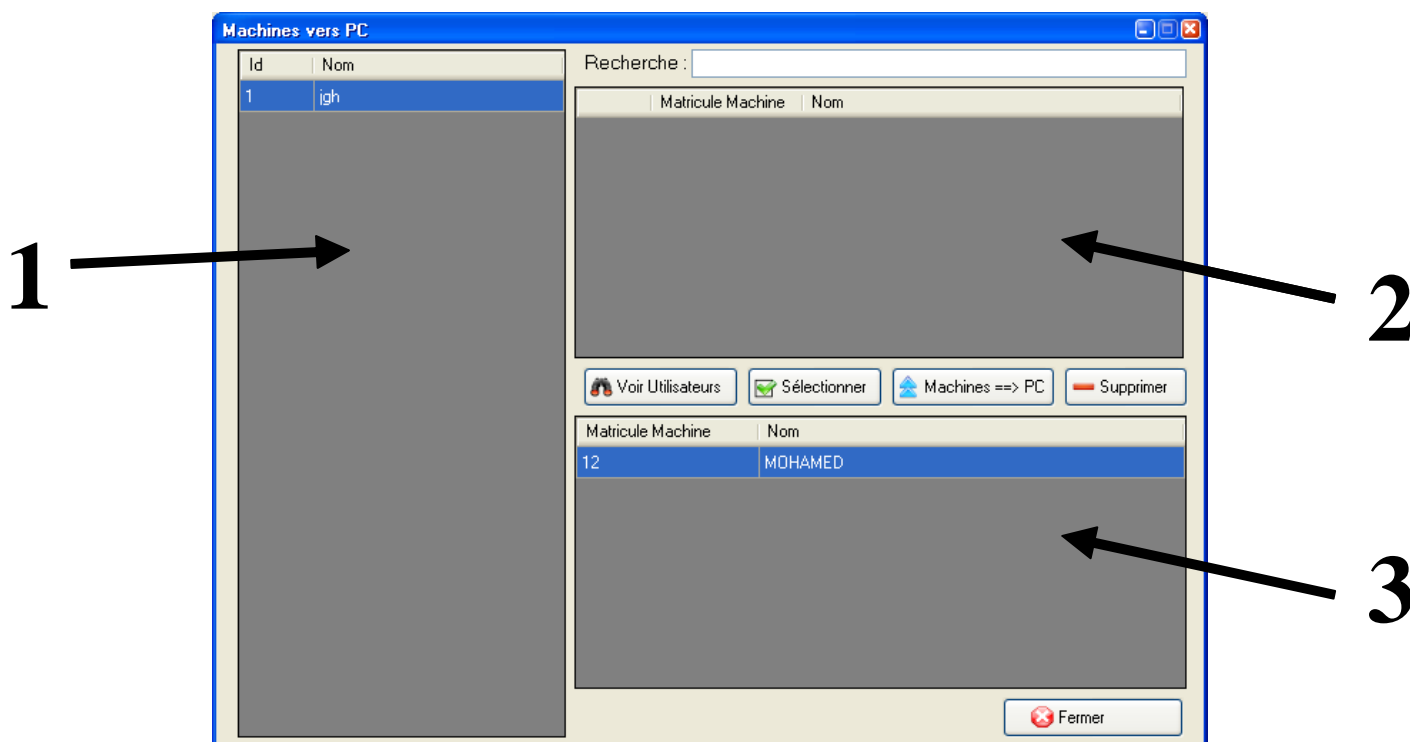 Machines vers PC
Id Nom
1 jgh
Recherche :
Matricule Machine Nom
1
2
Voir Utilisateurs Sélectionner Machines ==> PC Supprimer
Matricule Machine Nom
12 MOHAMED
3
Fermer